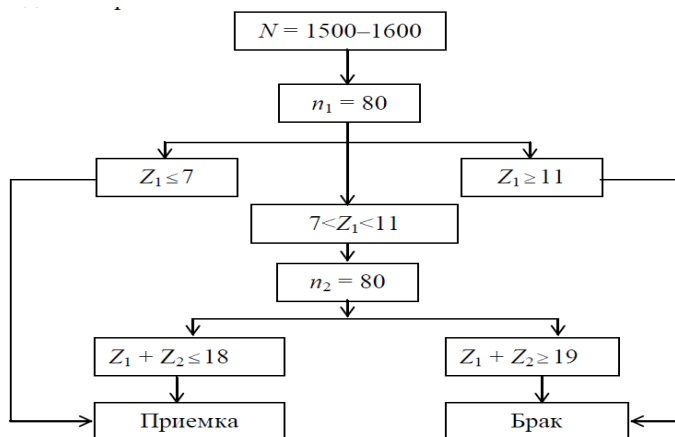 N = 1500–1600
n₁ = 80
Z₁ ≤ 7
Z₁ ≥ 11
7<Z₁<11
n₂ = 80
Z₁ + Z₂ ≤ 18
Z₁ + Z₂ ≥ 19
Приемка
Брак